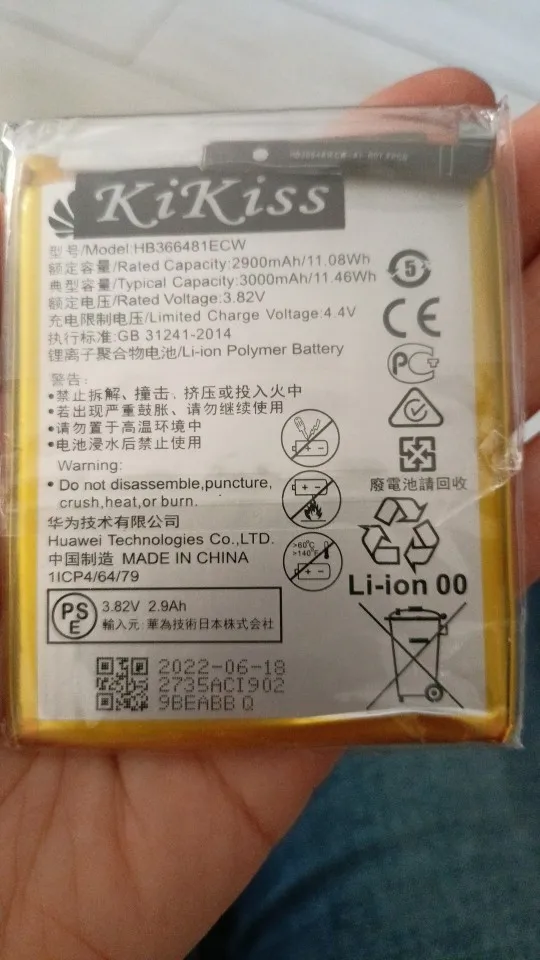 KiKiss
型号/Model:HB366481ECW
额定容量/Rated Capacity:2900mAh/11.08Wh
典型容量/Typical Capacity:3000mAh/11.46Wh
额定电压/Rated Voltage:3.82V
充电限制电压/Limited Charge Voltage:4.4V
执行标准:GB 31241-2014
锂离子聚合物电池/Li-ion Polymer Battery
警告:
•禁止拆解、撞击、挤压或投入火中
•若出现严重鼓胀、请勿继续使用
•请勿置于高温环境中
•电池浸水后禁止使用
Warning:
• Do not disassemble,puncture,
crush,heat,or burn.
华为技术有限公司
Huawei Technologies Co.,LTD.
中国制造 MADE IN CHINA
1ICP4/64/79
5
CE
PC
廢電池請回收
>60℃
>140℉
Li-ion 00
PSE
3.82V 2.9Ah
輸入元:華為技術日本株式会社
2022-06-18
2735ACI902
9BEABB Q